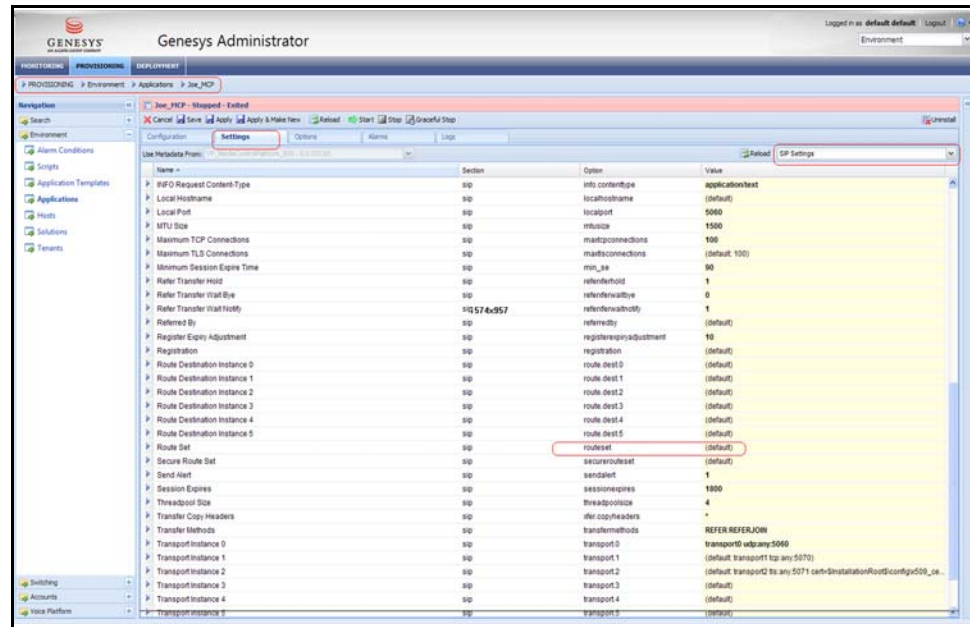 GENESYS
Genesys Administrator
Logged in as default default Logout
Environment
MONITORING PROVISIONING DEPLOYMENT
PROVISIONING Environment Applications Joe_MCP
Navigation
Search
Environment
Alarm Conditions
Scripts
Application Templates
Applications
Hosts
Solutions
Tenants
Switching
Accounts
Voice Platform
Joe_MCP - Stopped - Exited
Cancel Save Apply Apply & Make New Reload Start Stop Graceful Stop Uninstall
Configuration Settings Options Alarms Logs
Use Metadata From: Reload SIP Settings
Name Section Option Value
INFO Request Content-Type sip info.contenttype application/text
Local Hostname sip localhostname (default)
Local Port sip localport 5060
MTU Size sip mtusize 1500
Maximum TCP Connections sip maxtcpconnections 100
Maximum TLS Connections sip maxtlsconnections (default: 100)
Minimum Session Expire Time sip min_se 90
Refer Transfer Hold sip referxferhold 1
Refer Transfer Wait Bye sip referxferwaitbye 0
Refer Transfer Wait Notify 574x957 referxferwaitnotify 1
Referred By sip referredby (default)
Register Expiry Adjustment sip registerexpiryadjustment 10
Registration sip registration (default)
Route Destination Instance 0 sip route.dest.0 (default)
Route Destination Instance 1 sip route.dest.1 (default)
Route Destination Instance 2 sip route.dest.2 (default)
Route Destination Instance 3 sip route.dest.3 (default)
Route Destination Instance 4 sip route.dest.4 (default)
Route Destination Instance 5 sip route.dest.5 (default)
Route Set sip routeset (default)
Secure Route Set sip securerouteset (default)
Send Alert sip sendalert 1
Session Expires sip sessionexpires 1800
Threadpool Size sip threadpoolsize 4
Transfer Copy Headers sip xfer.copyheaders *
Transfer Methods sip transfermethods REFER REFERJOIN
Transport Instance 0 sip transport.0 transport0 udp:any:5060
Transport Instance 1 sip transport.1 (default: transport1 tcp:any:5070)
Transport Instance 2 sip transport.2 (default: transport2 tls:any:5071 cert=$InstallationRoot$\config\x509_ce...
Transport Instance 3 sip transport.3 (default)
Transport Instance 4 sip transport.4 (default)
Transport Instance 5 sip transport.5 (default)